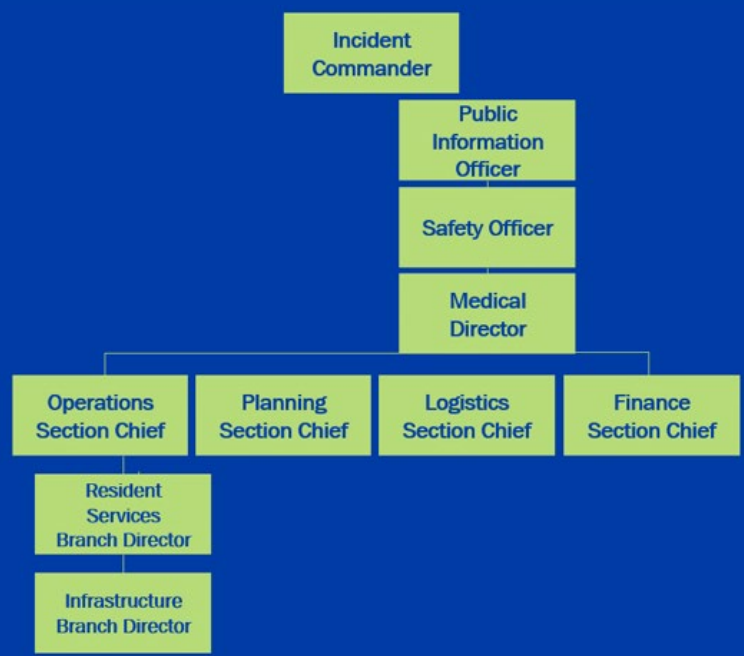 Incident
Commander
Public
Information
Officer
Safety Officer
Medical
Director
Operations
Section Chief
Planning
Section Chief
Logistics
Section Chief
Finance
Section Chief
Resident
Services
Branch Director
Infrastructure
Branch Director